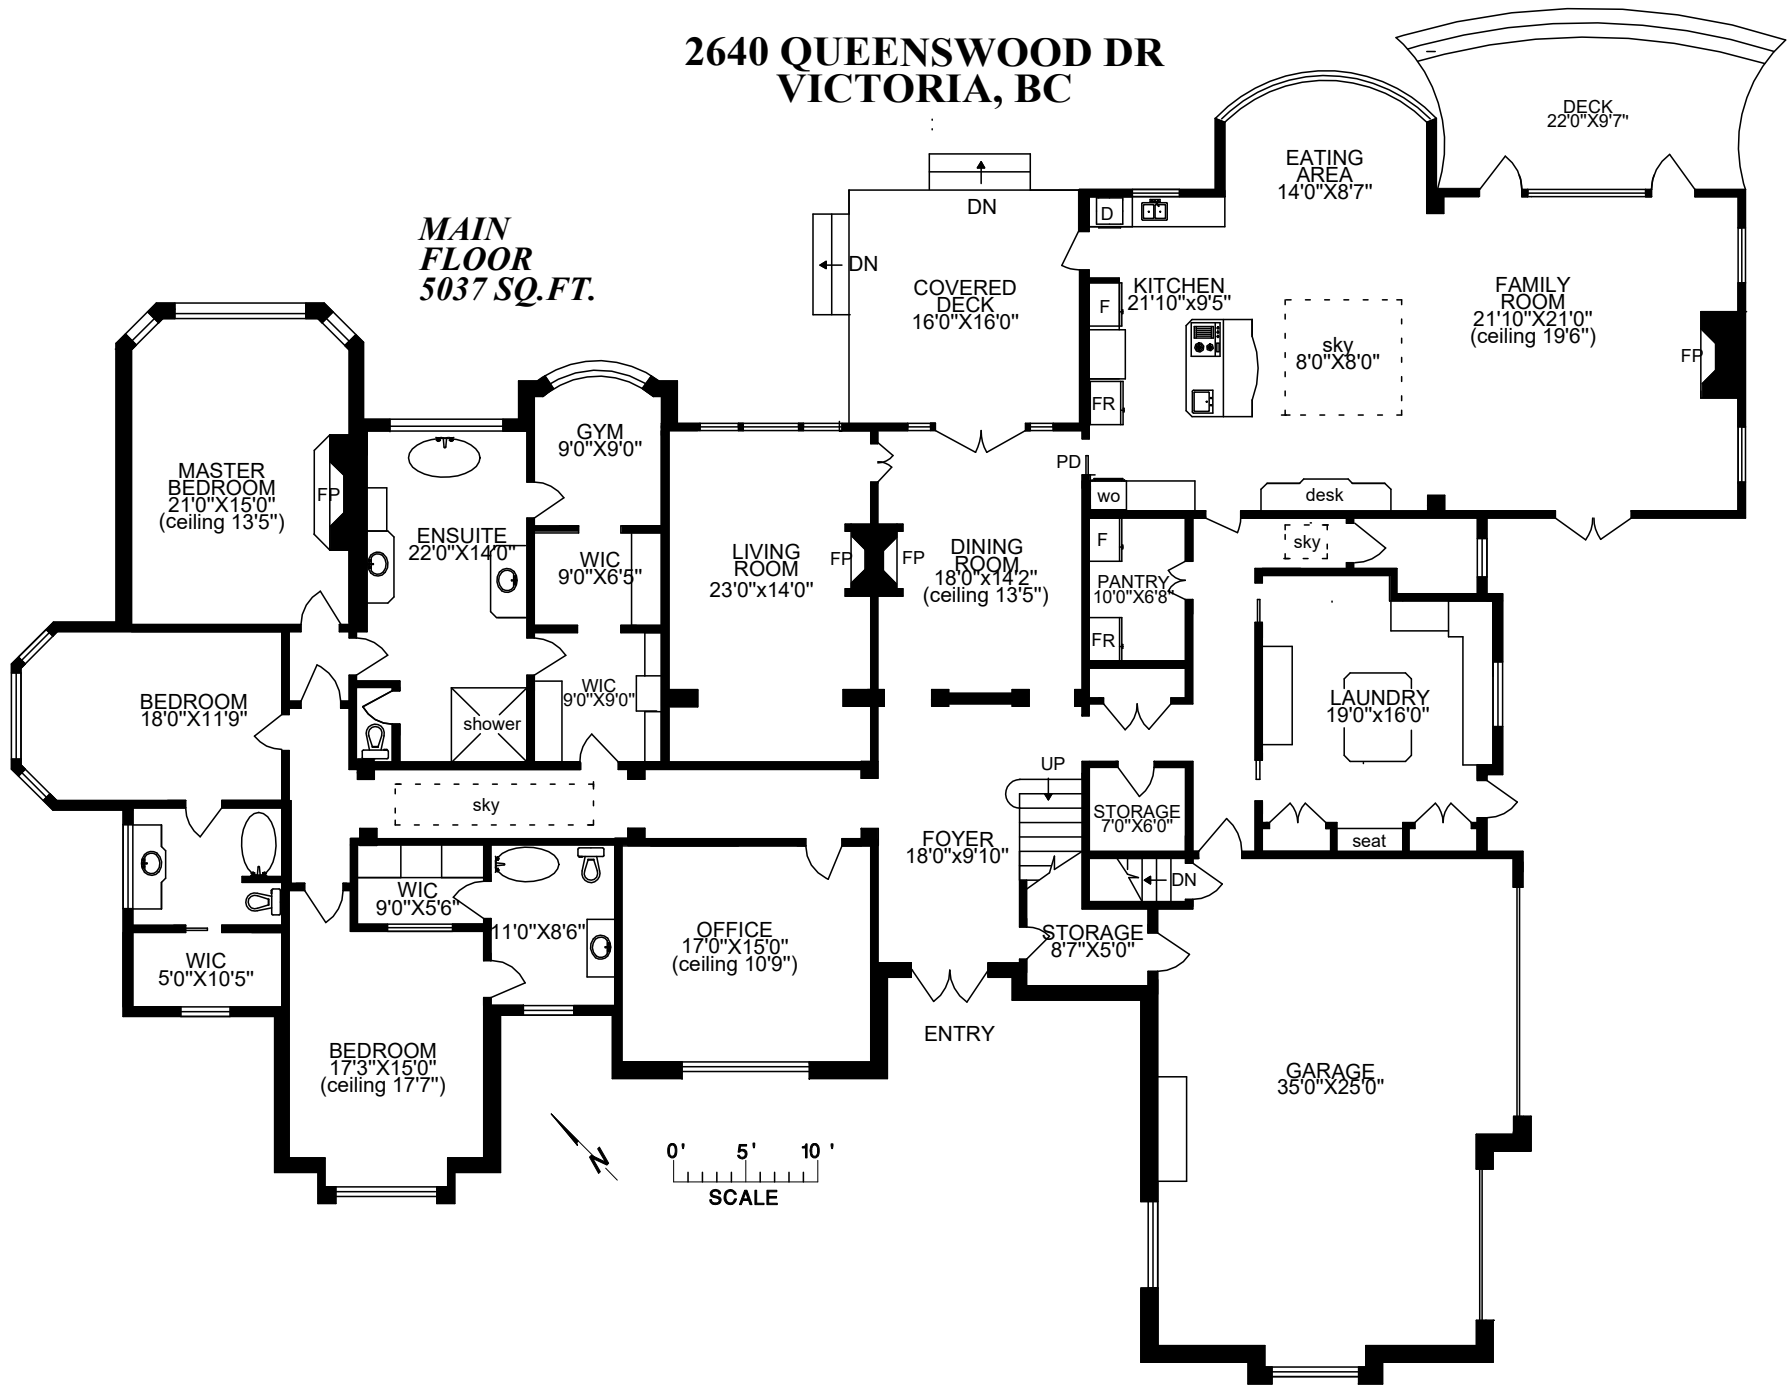 2640 QUEENSWOOD DR
VICTORIA, BC
MAIN
FLOOR
5037 SQ.FT.
DECK
22'0"X9'7"
EATING
AREA
14'0"X8'7"
DN
DN
COVERED
DECK
16'0"X16'0"
D
KITCHEN
21'10"x9'5"
F
FR
sky
8'0"X8'0"
FAMILY
ROOM
21'10"X21'0"
(ceiling 19'6")
FP
PD
wo
desk
MASTER
BEDROOM
21'0"X15'0"
(ceiling 13'5")
FP
GYM
9'0"X9'0"
ENSUITE
22'0"X14'0"
WIC
9'0"X6'5"
LIVING
ROOM
23'0"x14'0"
FP
FP
DINING
ROOM
18'0"x14'2"
(ceiling 13'5")
F
PANTRY
10'0"X6'8"
FR
sky
BEDROOM
18'0"X11'9"
WIC
9'0"X9'0"
shower
LAUNDRY
19'0"x16'0"
sky
UP
STORAGE
7'0"X6'0"
FOYER
18'0"x9'10"
seat
DN
WIC
9'0"X5'6"
11'0"X8'6"
OFFICE
17'0"X15'0"
(ceiling 10'9")
STORAGE
8'7"X5'0"
WIC
5'0"X10'5"
ENTRY
BEDROOM
17'3"X15'0"
(ceiling 17'7")
GARAGE
35'0"X25'0"
N
0' 5' 10'
SCALE